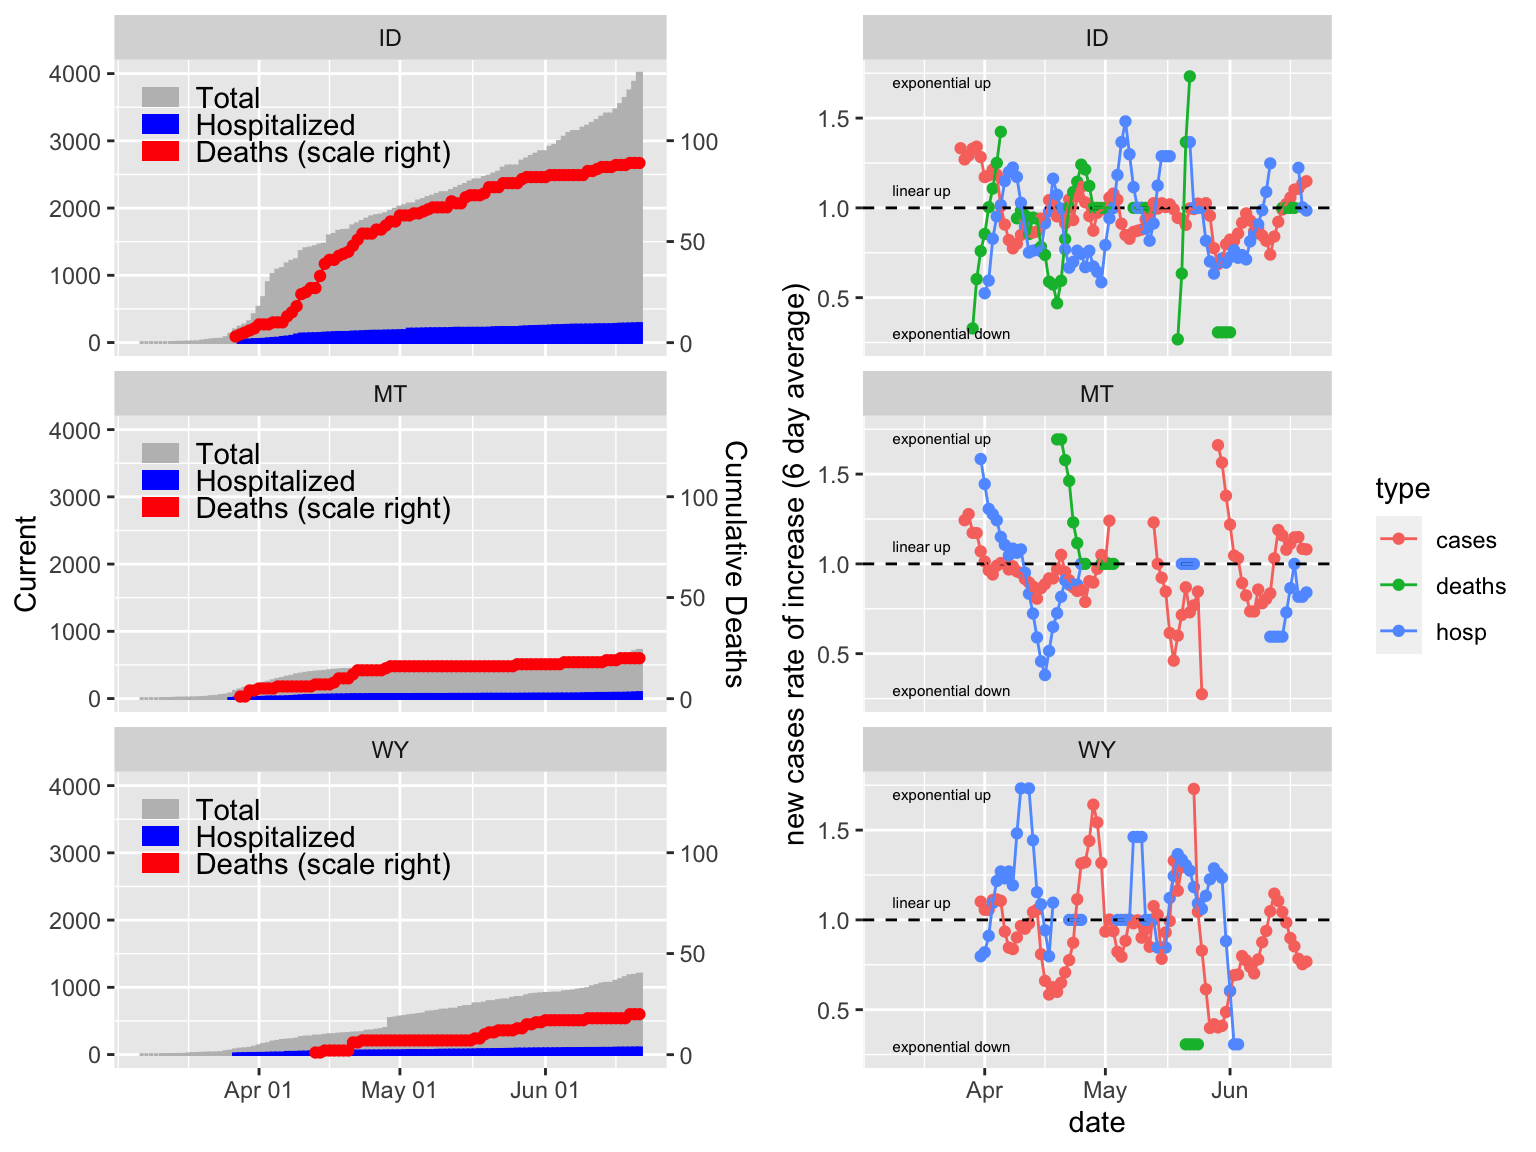 ID
4000
3000
2000
1000
0
100
50
0
Total
Hospitalized
Deaths (scale right)
MT
4000
3000
2000
1000
0
100
50
0
Total
Hospitalized
Deaths (scale right)
WY
4000
3000
2000
1000
0
100
50
0
Total
Hospitalized
Deaths (scale right)
Apr 01
May 01
Jun 01
Current
Cumulative Deaths
ID
1.5
1.0
0.5
exponential up
linear up
exponential down
MT
1.5
1.0
0.5
exponential up
linear up
exponential down
WY
1.5
1.0
0.5
exponential up
linear up
exponential down
Apr
May
Jun
date
new cases rate of increase (6 day average)
type
cases
deaths
hosp